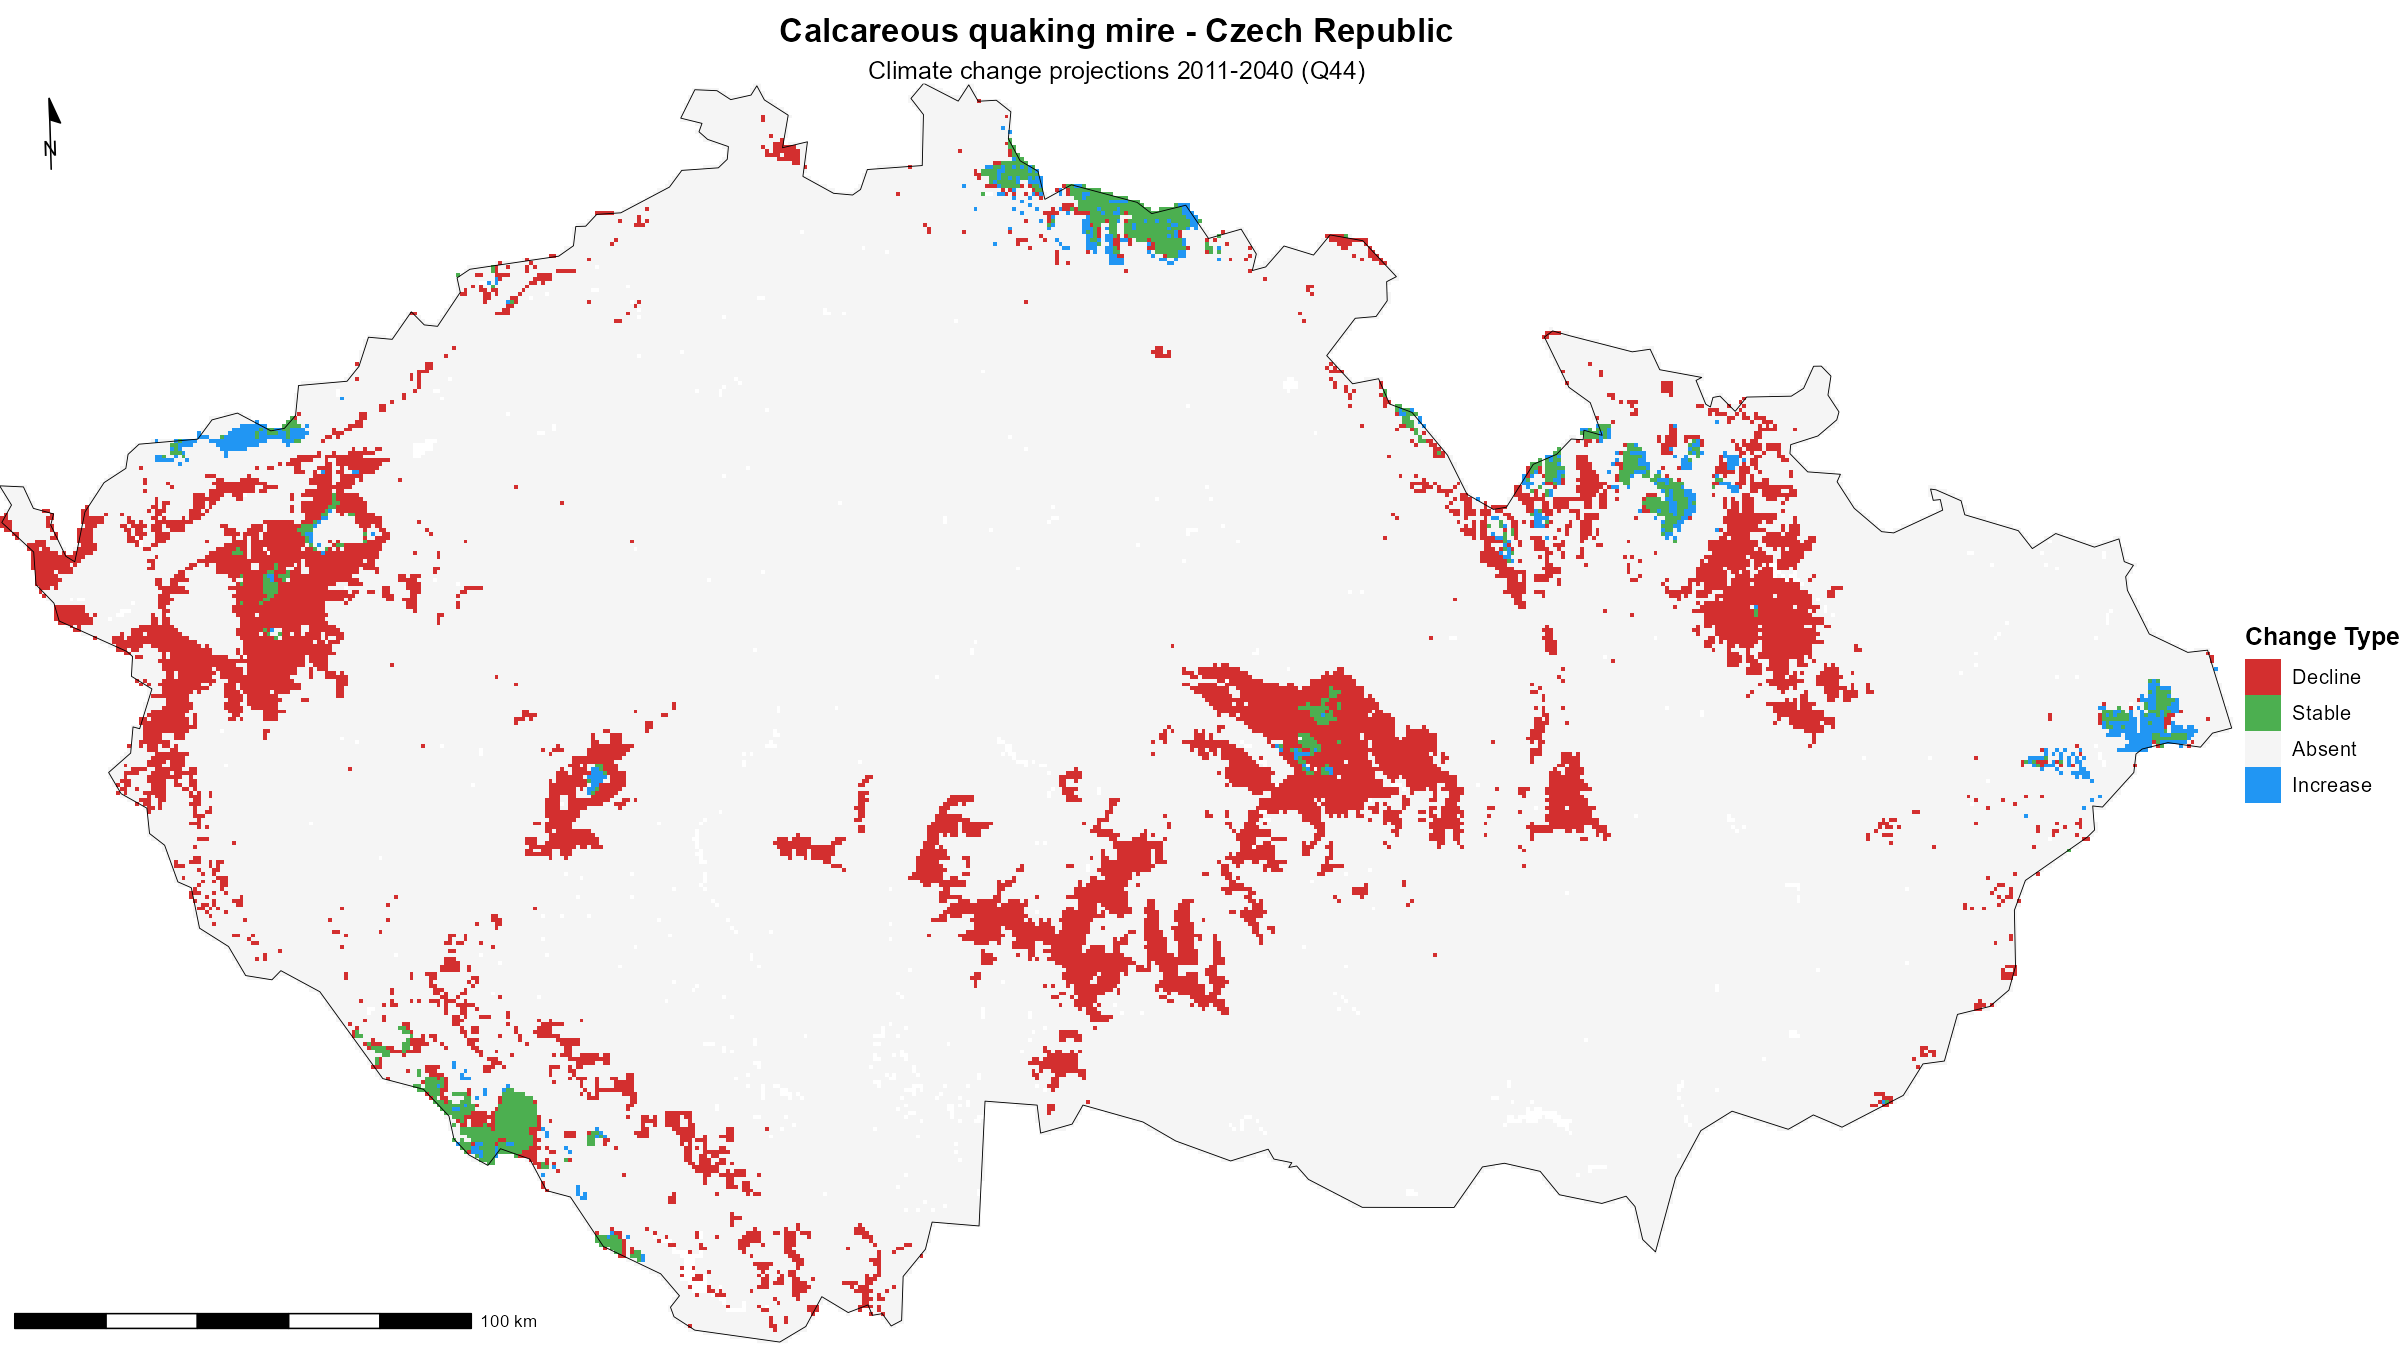 Calcareous quaking mire - Czech Republic
Climate change projections 2011-2040 (Q44)
N
Change Type
Decline
Stable
Absent
Increase
100 km